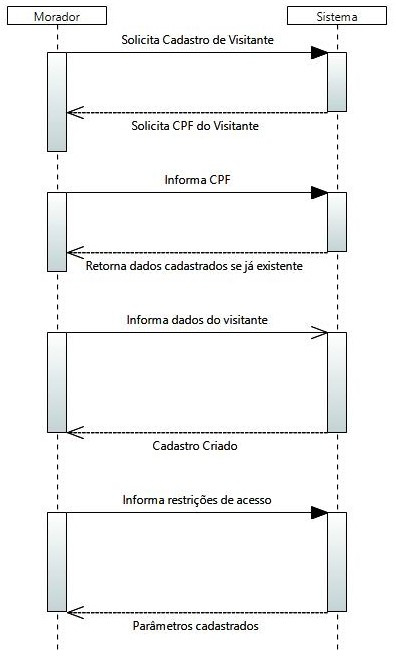 Morador
Sistema
Solicita Cadastro de Visitante
Solicita CPF do Visitante
Informa CPF
Retorna dados cadastrados se já existente
Informa dados do visitante
Cadastro Criado
Informa restrições de acesso
Parâmetros cadastrados